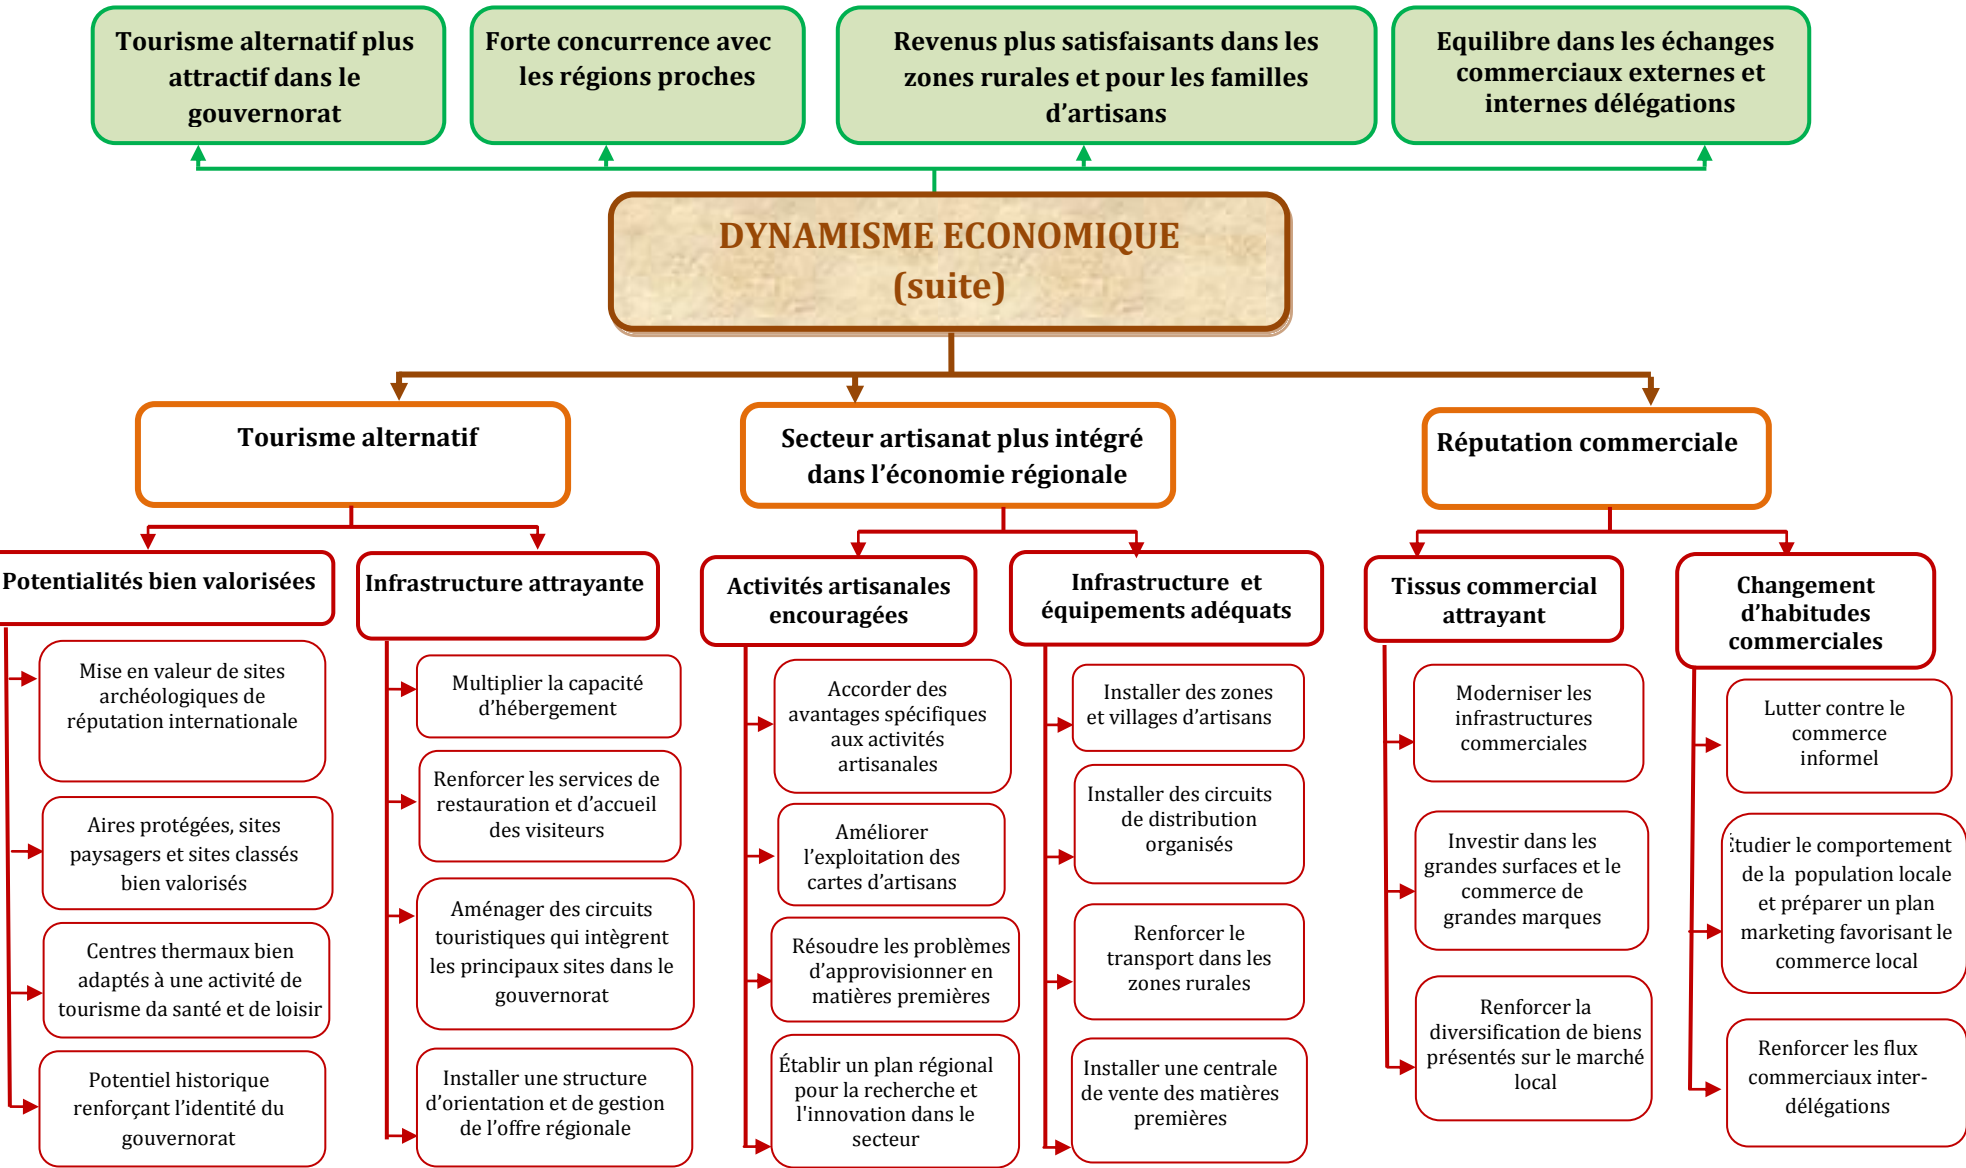 Tourisme alternatif plus
attractif dans le
gouvernorat
Forte concurrence avec
les régions proches
Revenus plus satisfaisants dans les
zones rurales et pour les familles
d’artisans
Equilibre dans les échanges
commerciaux externes et
internes délégations
DYNAMISME ECONOMIQUE
(suite)
Tourisme alternatif
Secteur artisanat plus intégré
dans l’économie régionale
Réputation commerciale
Potentialités bien valorisées
Infrastructure attrayante
Activités artisanales
encouragées
Infrastructure et
équipements adéquats
Tissus commercial
attrayant
Changement
d’habitudes
commerciales
Mise en valeur de sites
archéologiques de
réputation internationale
Aires protégées, sites
paysagers et sites classés
bien valorisés
Centres thermaux bien
adaptés à une activité de
tourisme da santé et de loisir
Potentiel historique
renforçant l’identité du
gouvernorat
Multiplier la capacité
d’hébergement
Renforcer les services de
restauration et d’accueil
des visiteurs
Aménager des circuits
touristiques qui intègrent
les principaux sites dans le
gouvernorat
Installer une structure
d’orientation et de gestion
de l’offre régionale
Accorder des
avantages spécifiques
aux activités
artisanales
Améliorer
l’exploitation des
cartes d’artisans
Résoudre les problèmes
d’approvisionner en
matières premières
Établir un plan régional
pour la recherche et
l'innovation dans le
secteur
Installer des zones
et villages d’artisans
Installer des circuits
de distribution
organisés
Renforcer le
transport dans les
zones rurales
Installer une centrale
de vente des matières
premières
Moderniser les
infrastructures
commerciales
Investir dans les
grandes surfaces et le
commerce de
grandes marques
Renforcer la
diversification de biens
présentés sur le marché
local
Lutter contre le
commerce
informel
Étudier le comportement
de la population locale
et préparer un plan
marketing favorisant le
commerce local
Renforcer les flux
commerciaux inter-
délégations